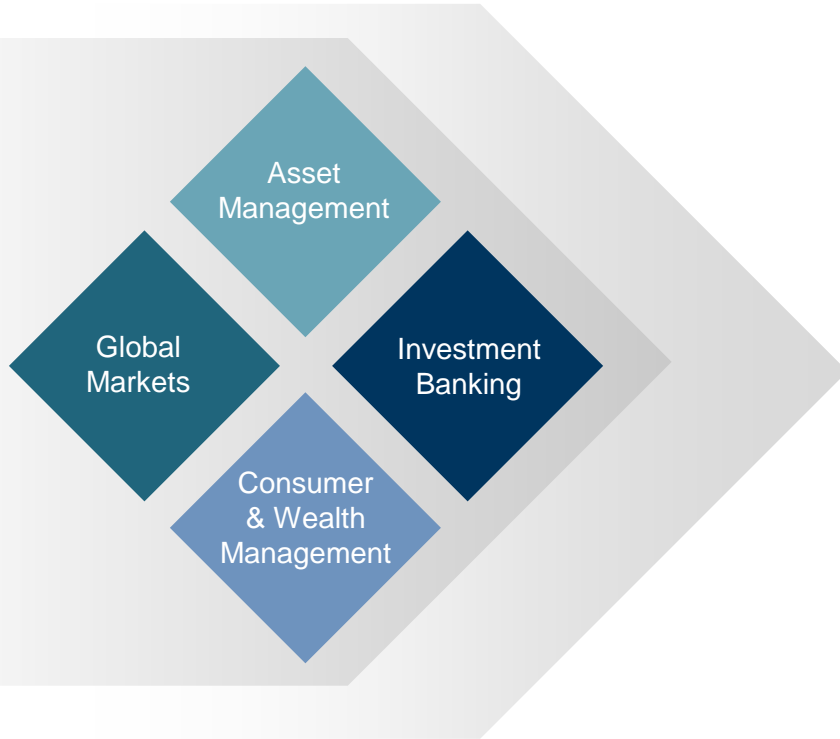 Asset
Management
Global
Markets
Investment
Banking
Consumer
& Wealth
Management